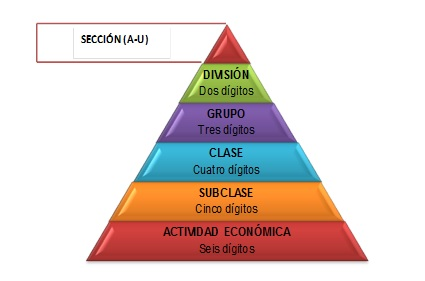 SECCIÓN (A-U)
DIVISIÓN
Dos dígitos
GRUPO
Tres dígitos
CLASE
Cuatro dígitos
SUBCLASE
Cinco dígitos
ACTIVIDAD ECONÓMICA
Seis dígitos